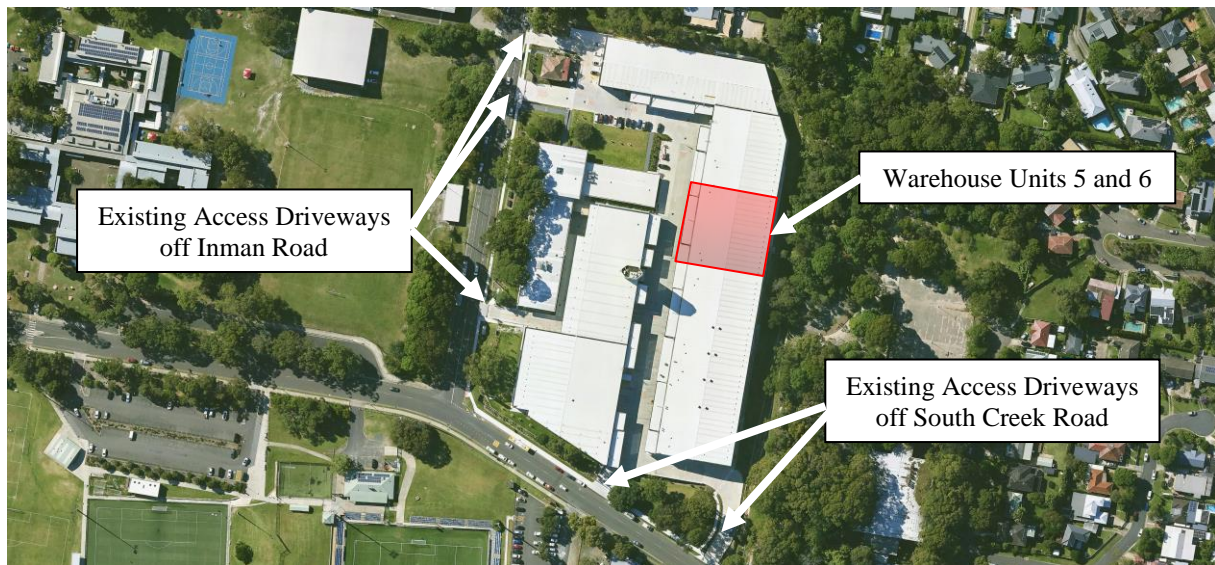 Warehouse Units 5 and 6
Existing Access Driveways
off Inman Road
Existing Access Driveways
off South Creek Road